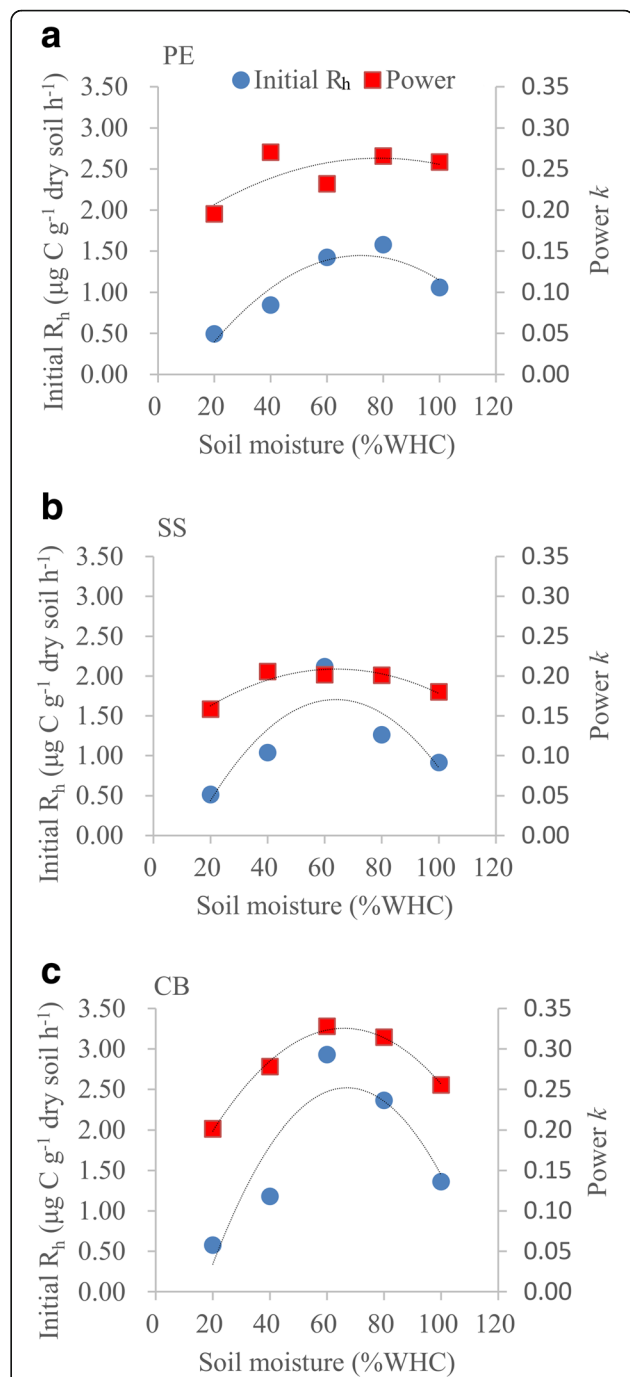 a
PE
Initial Rh
Power
Initial Rh (µg C g-1 dry soil h-1)
3.50
3.00
2.50
2.00
1.50
1.00
0.50
0.00
0.35
0.30
0.25
0.20
0.15
0.10
0.05
0.00
Power k
0 20 40 60 80 100 120
Soil moisture (%WHC)
b
SS
Initial Rh (µg C g-1 dry soil h-1)
3.50
3.00
2.50
2.00
1.50
1.00
0.50
0.00
0.35
0.30
0.25
0.20
0.15
0.10
0.05
0.00
Power k
0 20 40 60 80 100 120
Soil moisture (%WHC)
c
CB
Initial Rh (µg C g-1 dry soil h-1)
3.50
3.00
2.50
2.00
1.50
1.00
0.50
0.00
0.35
0.30
0.25
0.20
0.15
0.10
0.05
0.00
Power k
0 20 40 60 80 100 120
Soil moisture (%WHC)